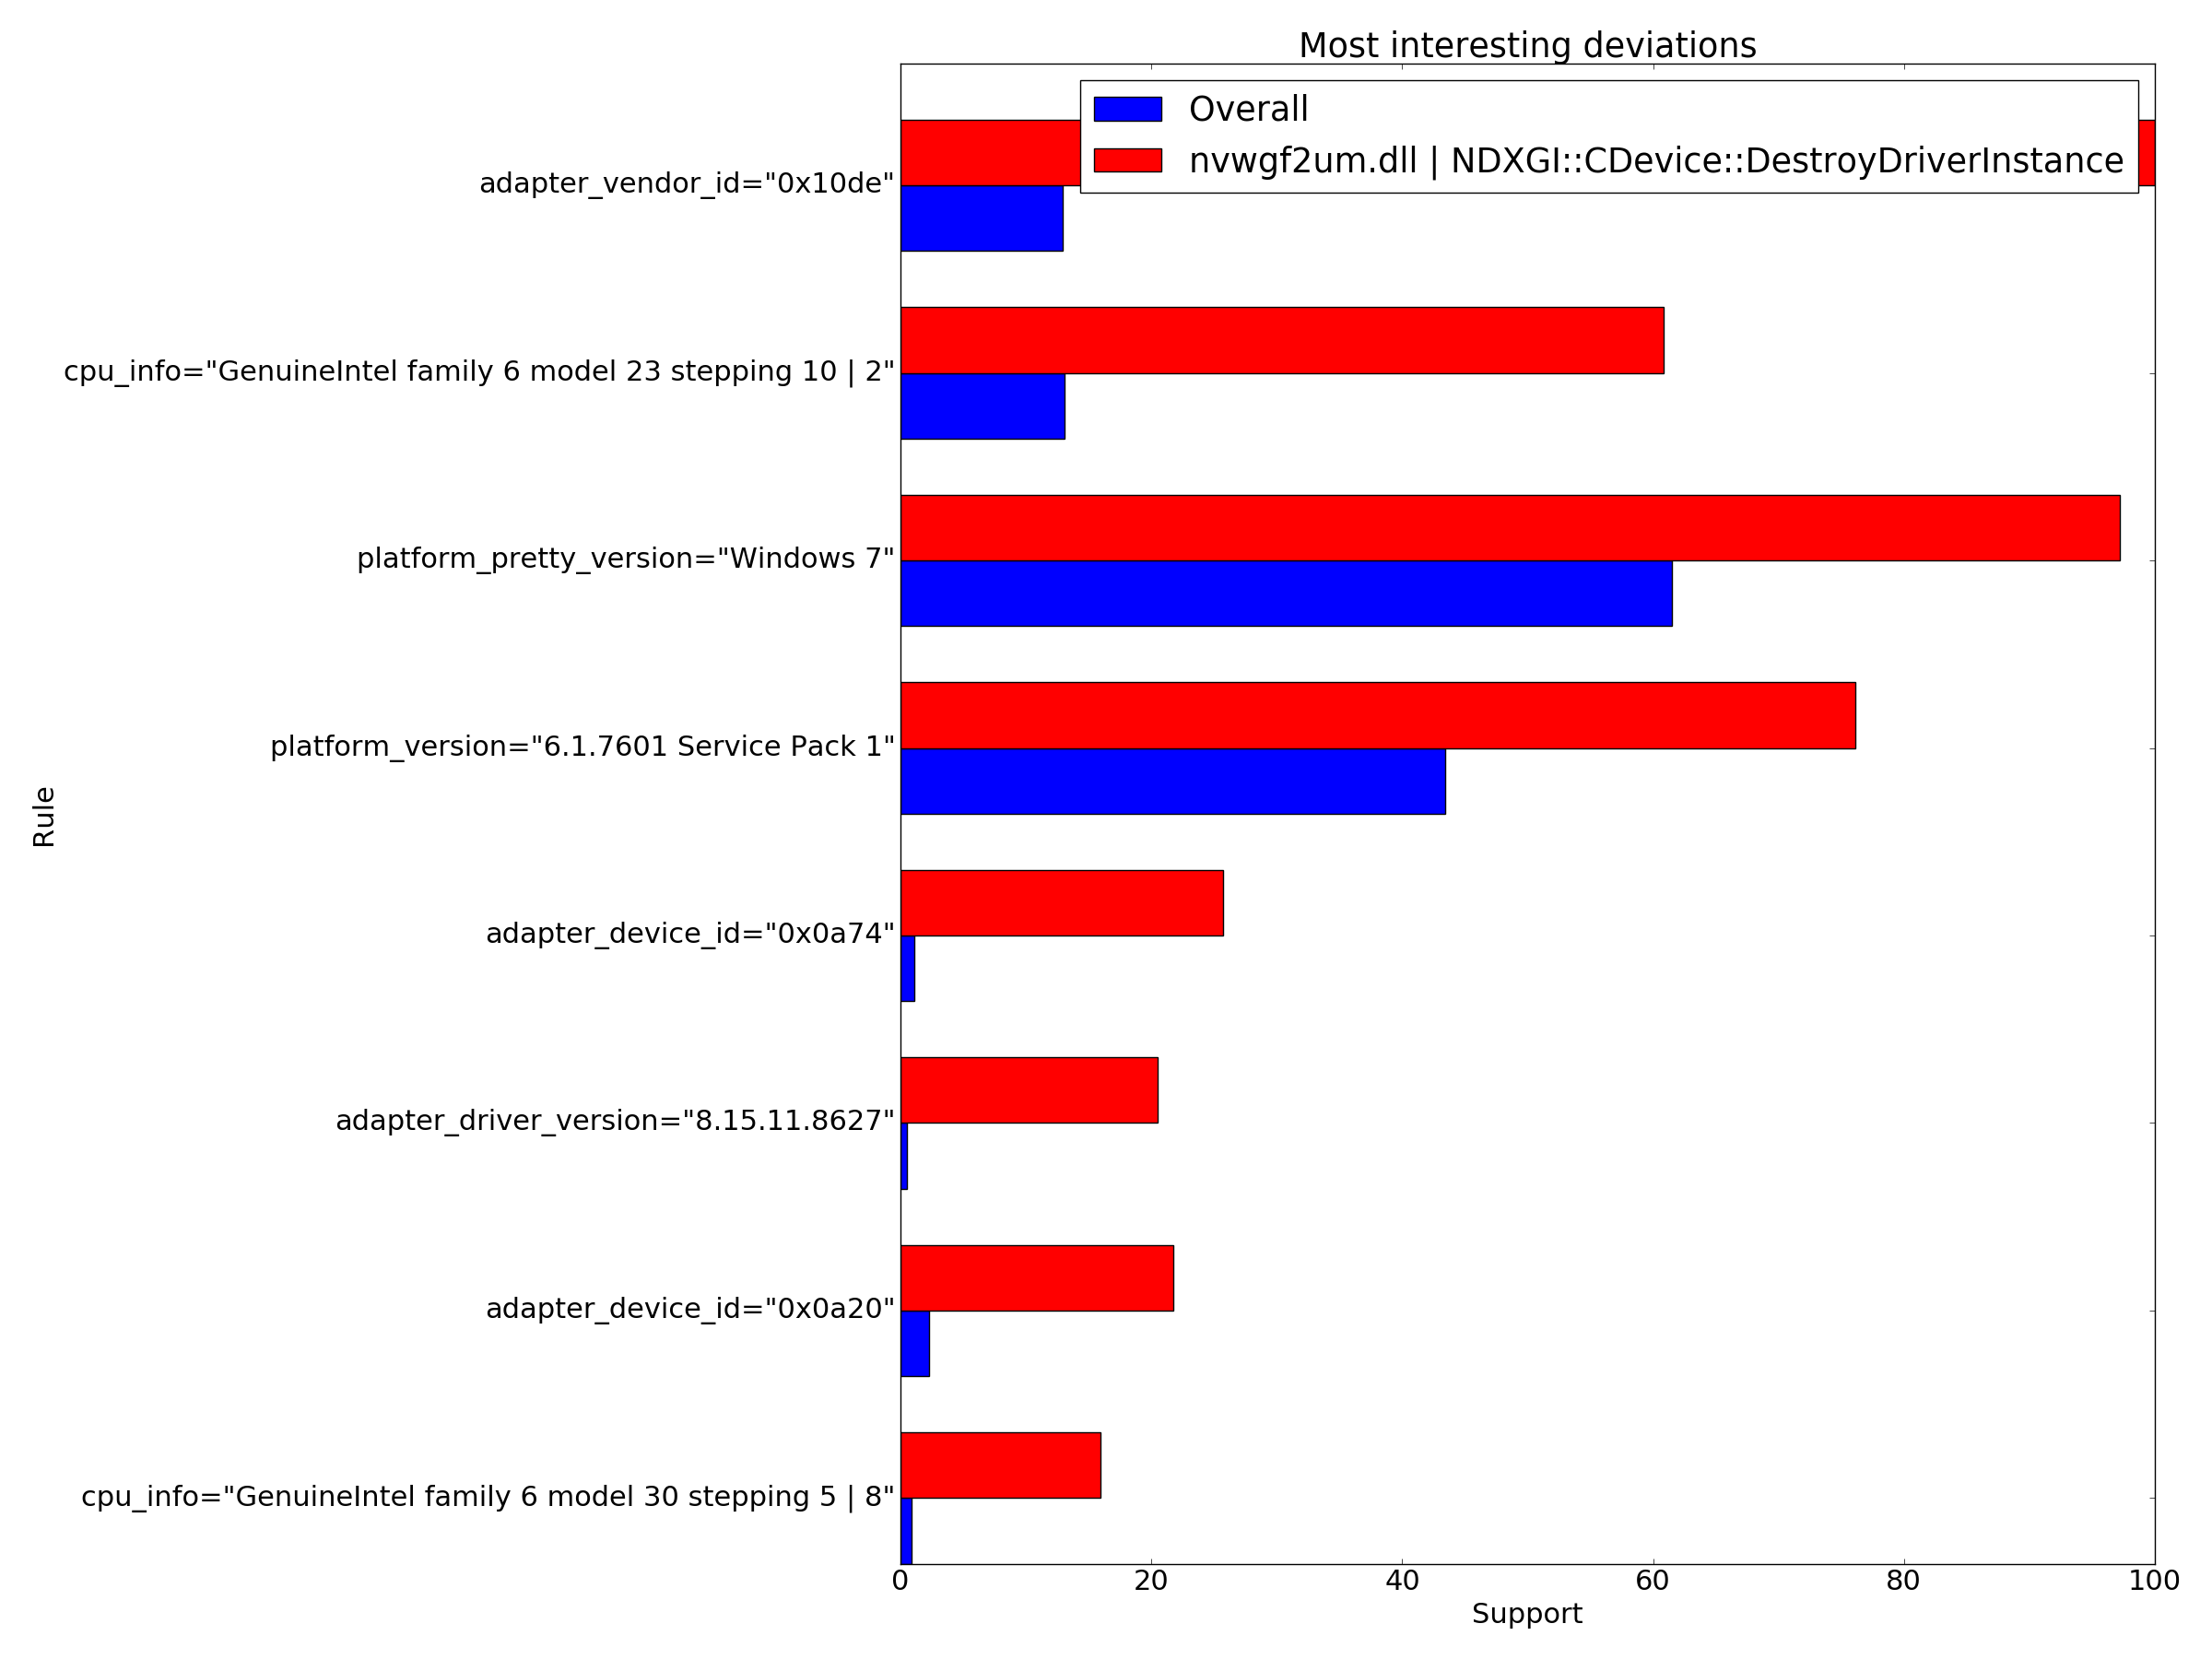 Most interesting deviations
Overall
nvwgf2um.dll | NDXGI::CDevice::DestroyDriverInstance
adapter_vendor_id="0x10de"
cpu_info="GenuineIntel family 6 model 23 stepping 10 | 2"
platform_pretty_version="Windows 7"
platform_version="6.1.7601 Service Pack 1"
Rule
adapter_device_id="0x0a74"
adapter_driver_version="8.15.11.8627"
adapter_device_id="0x0a20"
cpu_info="GenuineIntel family 6 model 30 stepping 5 | 8"
0 20 40 60 80 100
Support